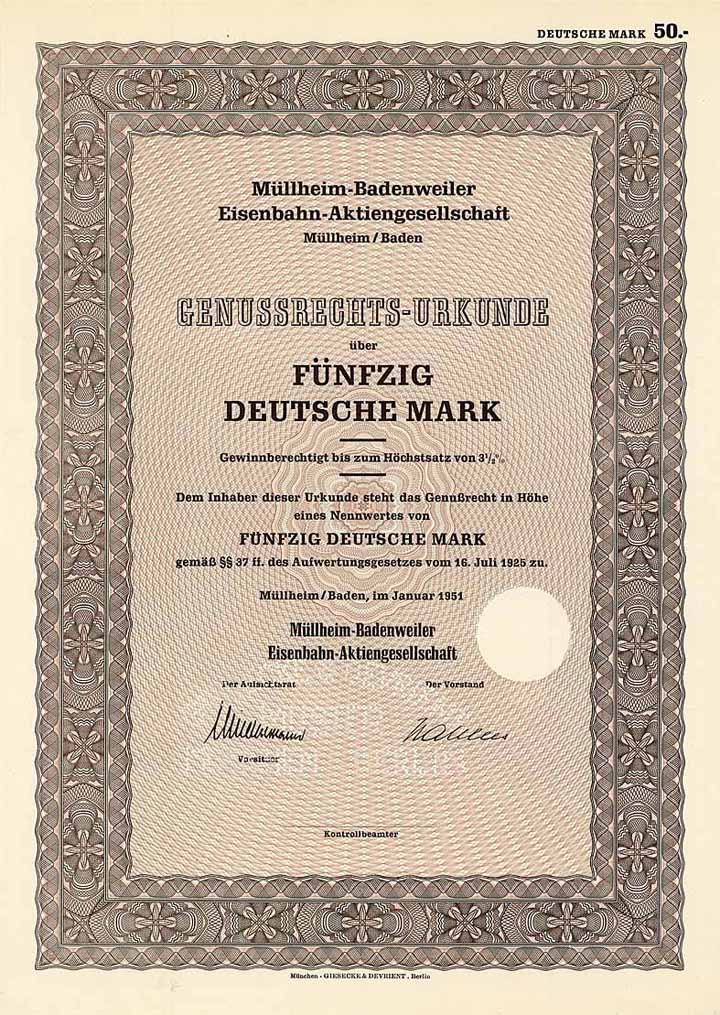 DEUTSCHE MARK 50.-
Müllheim-Badenweiler
Eisenbahn-Aktiengesellschaft
Müllheim/Baden
GENUSSRECHTS-URKUNDE
über
FÜNFZIG
DEUTSCHE MARK
Gewinnberechtigt bis zum Höchstsatz von 3½%
Dem Inhaber dieser Urkunde steht das Genußrecht in Höhe
eines Nennwertes von
FÜNFZIG DEUTSCHE MARK
gemäß §§ 37 ff. des Aufwertungsgesetzes vom 16. Juli 1925 zu.
Müllheim/Baden, im Januar 1951
Müllheim-Badenweiler
Eisenbahn-Aktiengesellschaft
Der Aufsichtsrat Der Vorstand
Vorsitzer
Kontrollbeamter
München - GIESECKE & DEVRIENT . Berlin